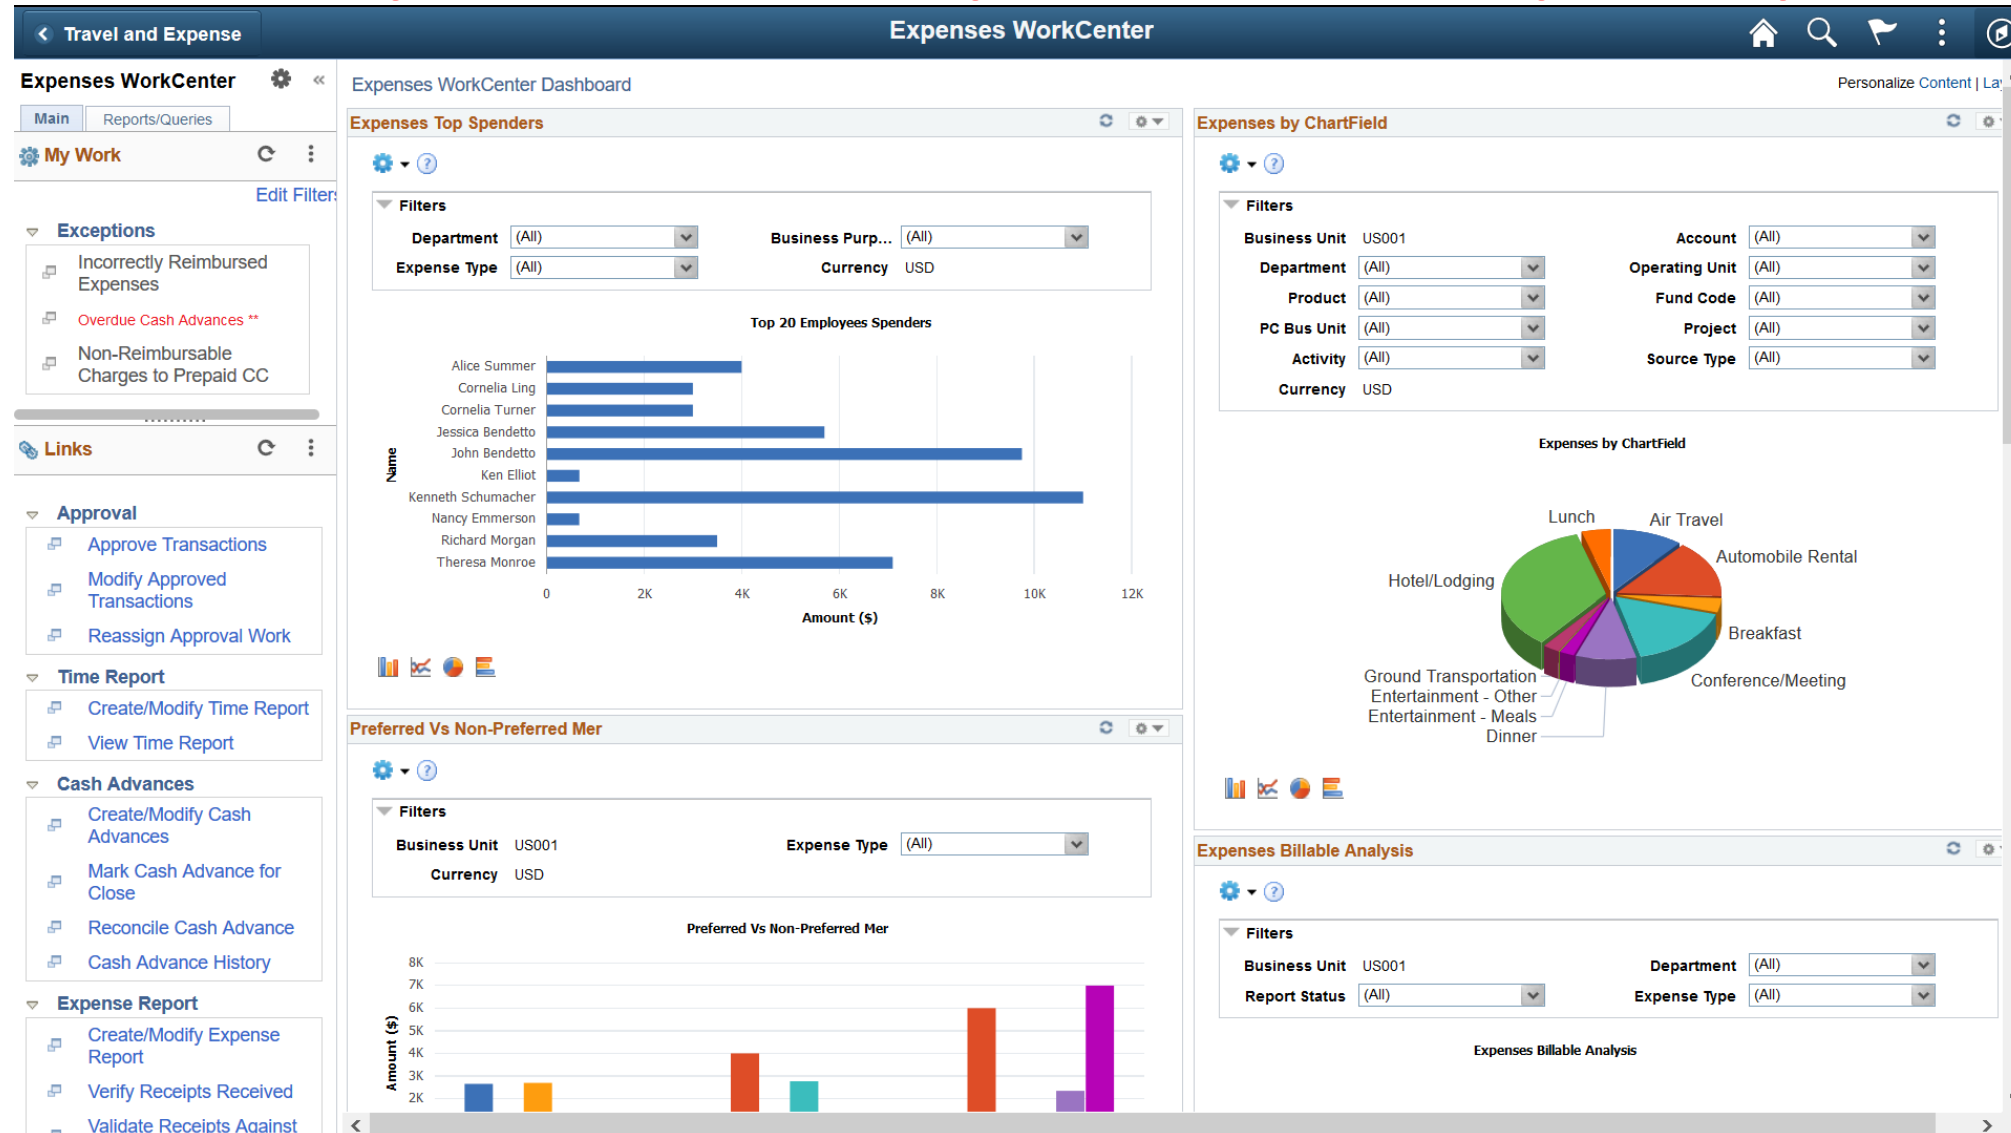 Travel and Expense
Expenses WorkCenter
Expenses WorkCenter
Main
Reports/Queries
My Work
Edit Filters
Exceptions
Incorrectly Reimbursed
Expenses
Overdue Cash Advances **
Non-Reimbursable
Charges to Prepaid CC
Links
Approval
Approve Transactions
Modify Approved
Transactions
Reassign Approval Work
Time Report
Create/Modify Time Report
View Time Report
Cash Advances
Create/Modify Cash
Advances
Mark Cash Advance for
Close
Reconcile Cash Advance
Cash Advance History
Expense Report
Create/Modify Expense
Report
Verify Receipts Received
Validate Receipts Against
Expenses WorkCenter Dashboard
Personalize Content | Lay
Expenses Top Spenders
Filters
Department (All) Business Purp... (All)
Expense Type (All) Currency USD
Top 20 Employees Spenders
Name
Alice Summer
Cornelia Ling
Cornelia Turner
Jessica Bendetto
John Bendetto
Ken Elliot
Kenneth Schumacher
Nancy Emmerson
Richard Morgan
Theresa Monroe
0 2K 4K 6K 8K 10K 12K
Amount ($)
Preferred Vs Non-Preferred Mer
Filters
Business Unit US001 Expense Type (All)
Currency USD
Preferred Vs Non-Preferred Mer
Amount ($)
8K
7K
6K
5K
4K
3K
2K
Expenses by ChartField
Filters
Business Unit US001 Account (All)
Department (All) Operating Unit (All)
Product (All) Fund Code (All)
PC Bus Unit (All) Project (All)
Activity (All) Source Type (All)
Currency USD
Expenses by ChartField
Lunch
Air Travel
Automobile Rental
Hotel/Lodging
Breakfast
Conference/Meeting
Ground Transportation
Entertainment - Other
Entertainment - Meals
Dinner
Expenses Billable Analysis
Filters
Business Unit US001 Department (All)
Report Status (All) Expense Type (All)
Expenses Billable Analysis